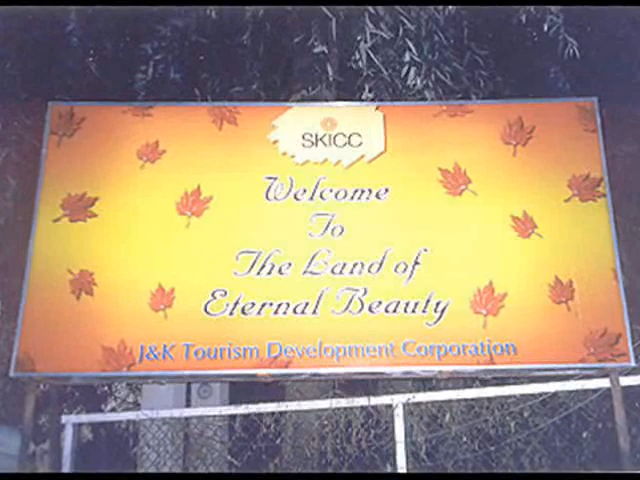 SKICC
Welcome
To
The Land of
Eternal Beauty
J&K Tourism Development Corporation